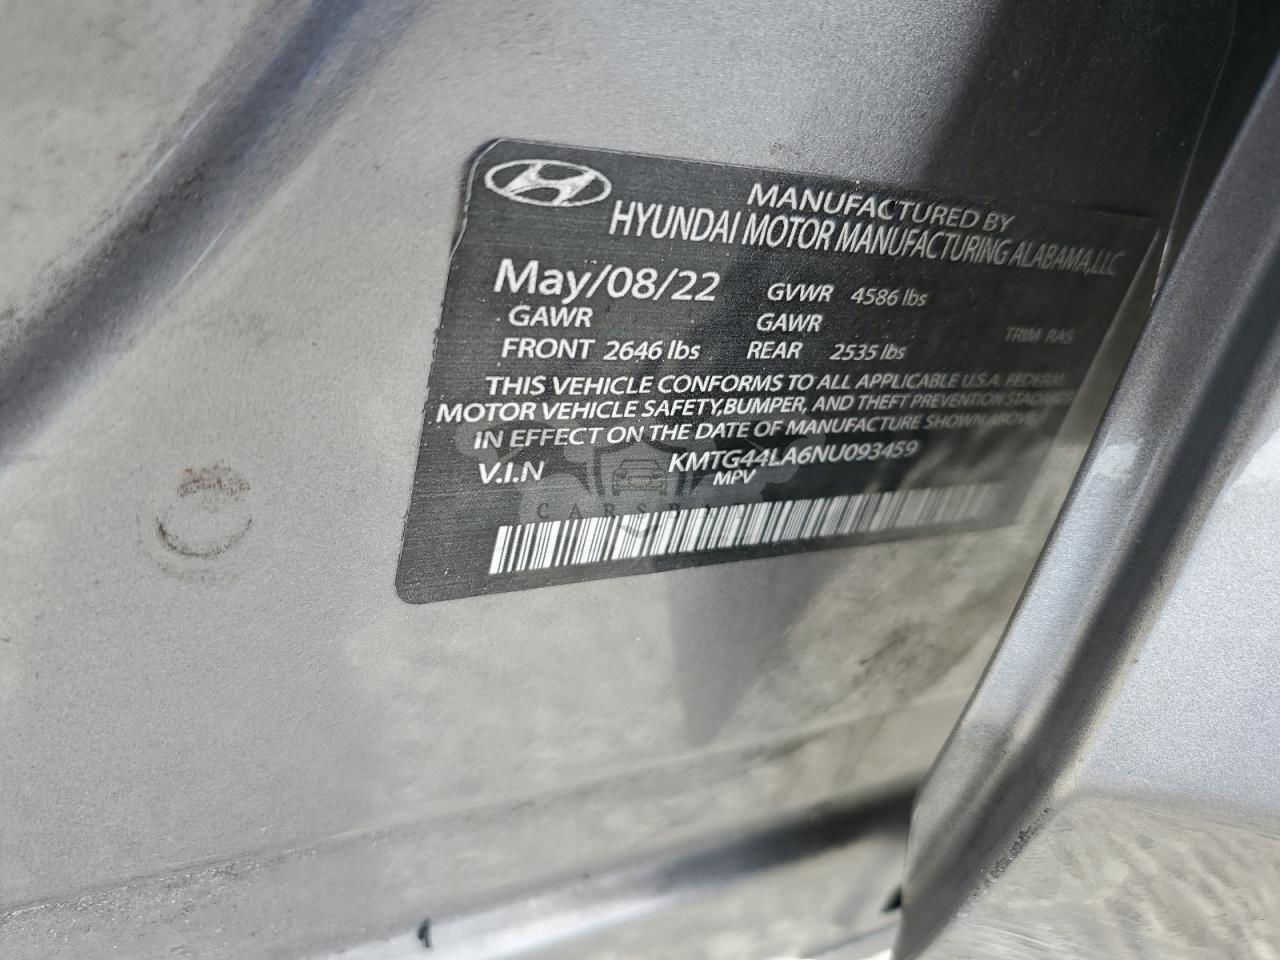 MANUFACTURED BY
HYUNDAI MOTOR MANUFACTURING ALABAMA,LLC
May/08/22 GVWR 4586 lbs
GAWR GAWR TRIM RAS
FRONT 2646 lbs REAR 2535 lbs
THIS VEHICLE CONFORMS TO ALL APPLICABLE U.S.A. FEDERAL
MOTOR VEHICLE SAFETY,BUMPER, AND THEFT PREVENTION STANDARDS
IN EFFECT ON THE DATE OF MANUFACTURE SHOWN ABOVE
V.I.N KMTG44LA6NU093459
MPV